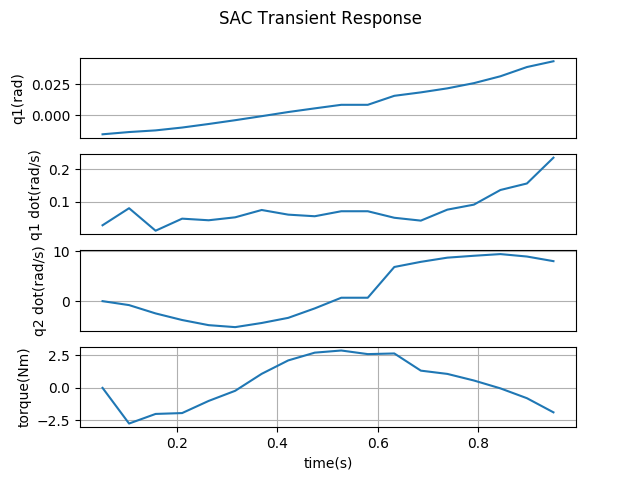 SAC Transient Response
q1(rad)
0.025
0.000
q1 dot(rad/s)
0.2
0.1
q2 dot(rad/s)
10
0
torque(Nm)
2.5
0.0
−2.5
0.2 0.4 0.6 0.8
time(s)